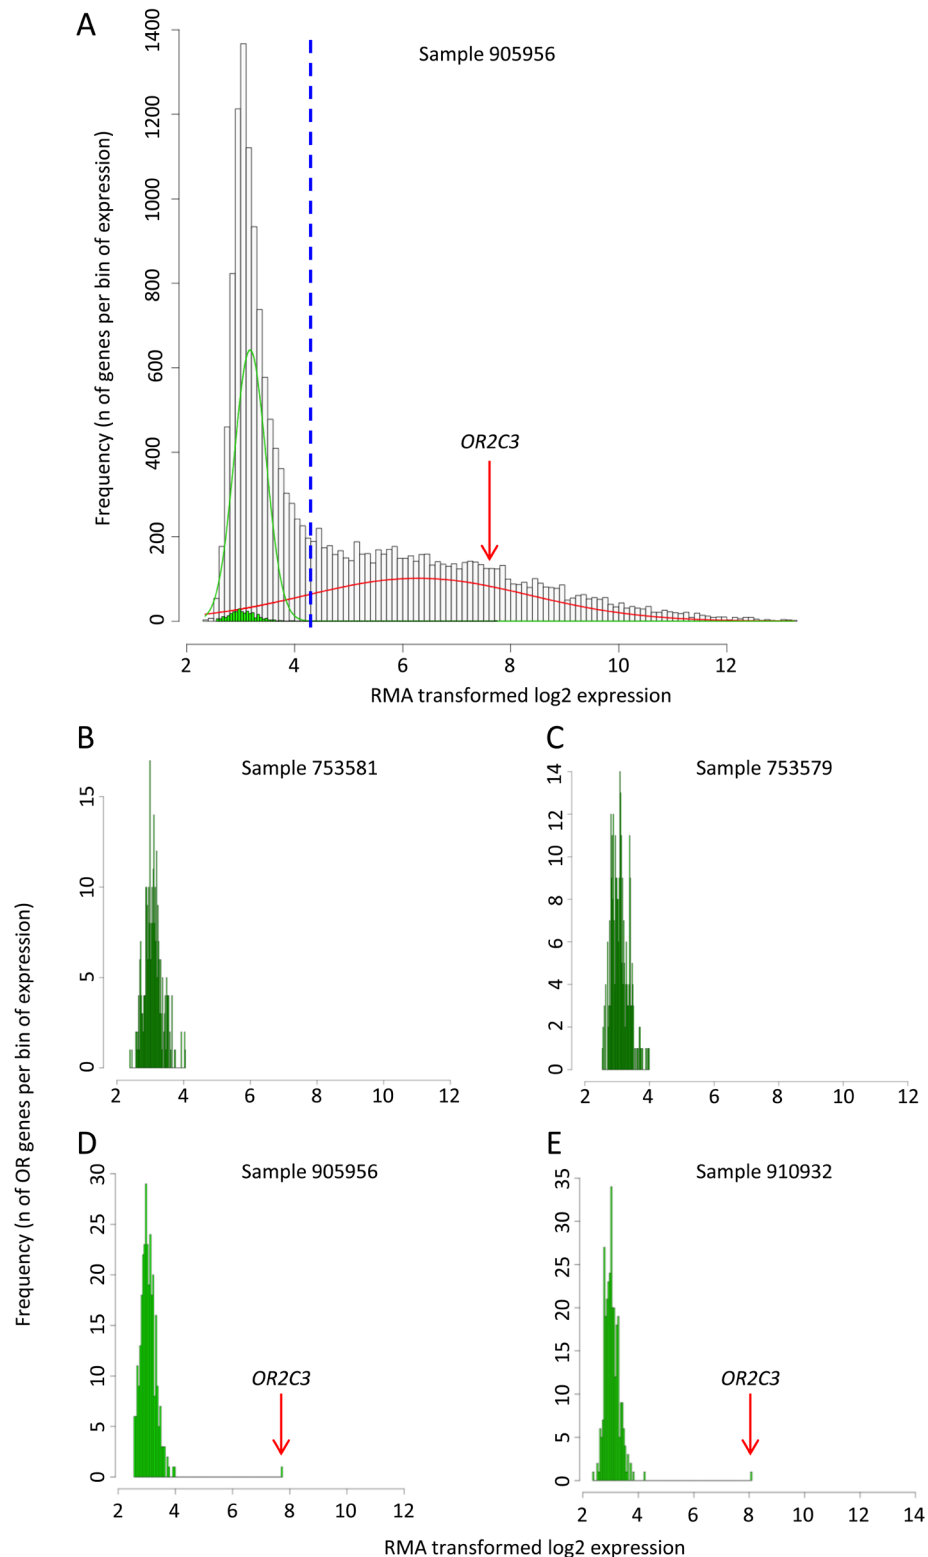 A
Sample 905956
Frequency (n of genes per bin of expression)
1400
1200
1000
800
600
400
200
0
OR2C3
2 4 6 8 10 12
RMA transformed log2 expression
Frequency (n of OR genes per bin of expression)
B
Sample 753581
15
10
5
0
2 4 6 8 10 12
C
Sample 753579
14
12
10
8
6
4
2
0
2 4 6 8 10 12
D
Sample 905956
30
25
20
15
10
5
0
OR2C3
2 4 6 8 10 12
E
Sample 910932
35
30
25
20
15
10
5
0
OR2C3
2 4 6 8 10 12 14
RMA transformed log2 expression